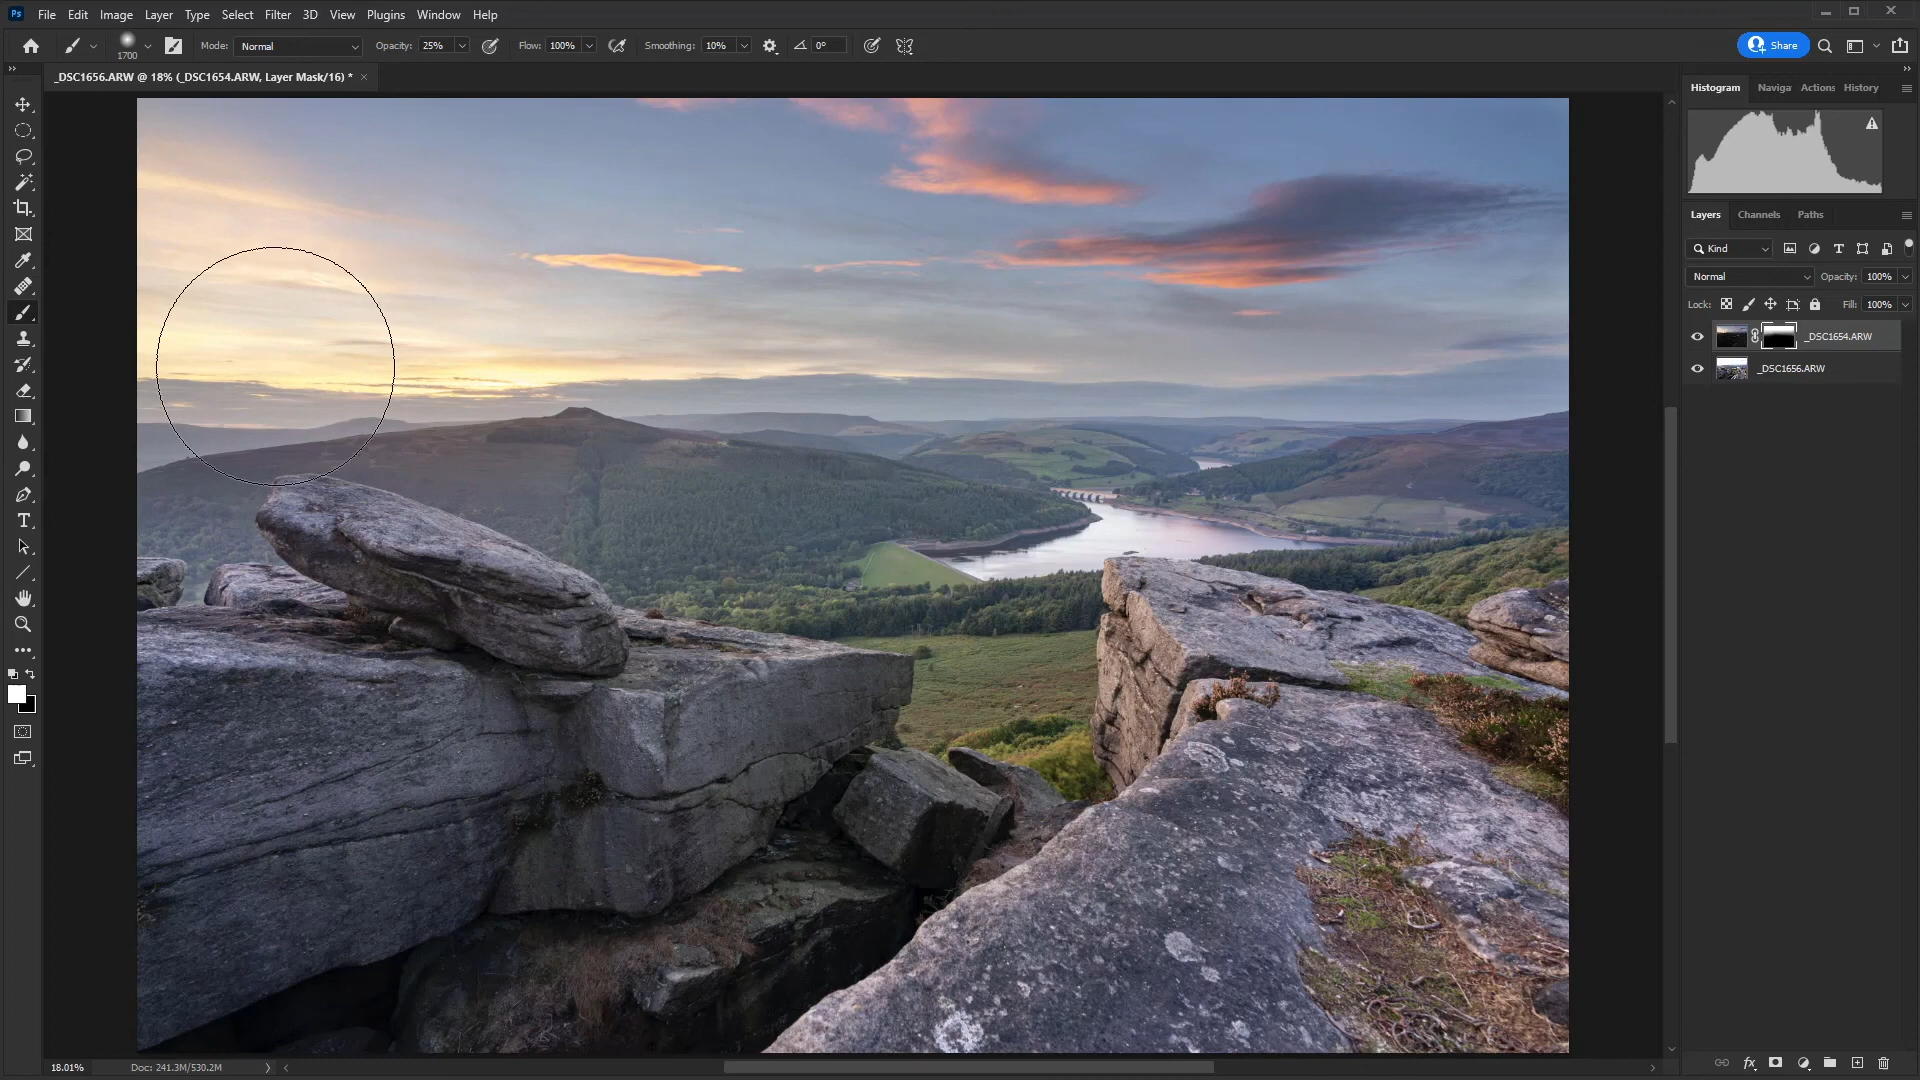 Ps File Edit Image Layer Type Select Filter 3D View Plugins Window Help
1700 Mode: Normal Opacity: 25% Flow: 100% Smoothing: 10% 0° Share
_DSC1656.ARW @ 18% (_DSC1654.ARW, Layer Mask/16) * ×
Histogram Naviga Actions History
Layers Channels Paths
Kind
Normal Opacity: 100%
Lock: Fill: 100%
_DSC1654.ARW
_DSC1656.ARW
18.01% Doc: 241.3M/530.2M